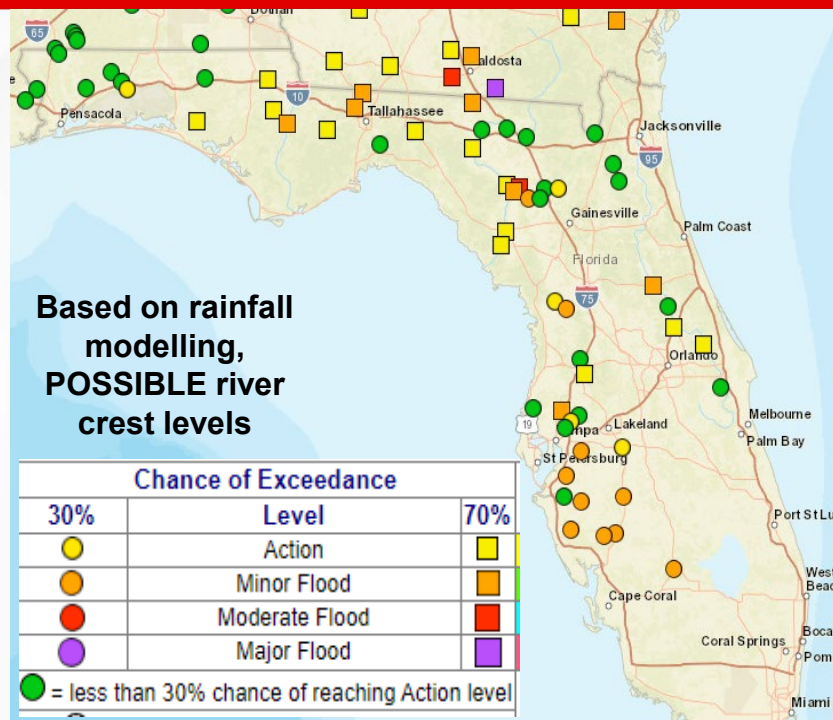 Dothan
65
aldosta
10
Pensacola
Tallahassee
Jacksonville
95
Gainesville
Palm Coast
Florida
75
Based on rainfall
modelling,
POSSIBLE river
crest levels
Orlando
Melbourne
19
mpa
Lakeland
Palm Bay
St Petersburg
Chance of Exceedance
30% Level 70%
Action
Minor Flood
Moderate Flood
Major Flood
= less than 30% chance of reaching Action level
Port St Lu
West
Beac
Cape Coral
Coral Springs
Boca
Pom
Miami